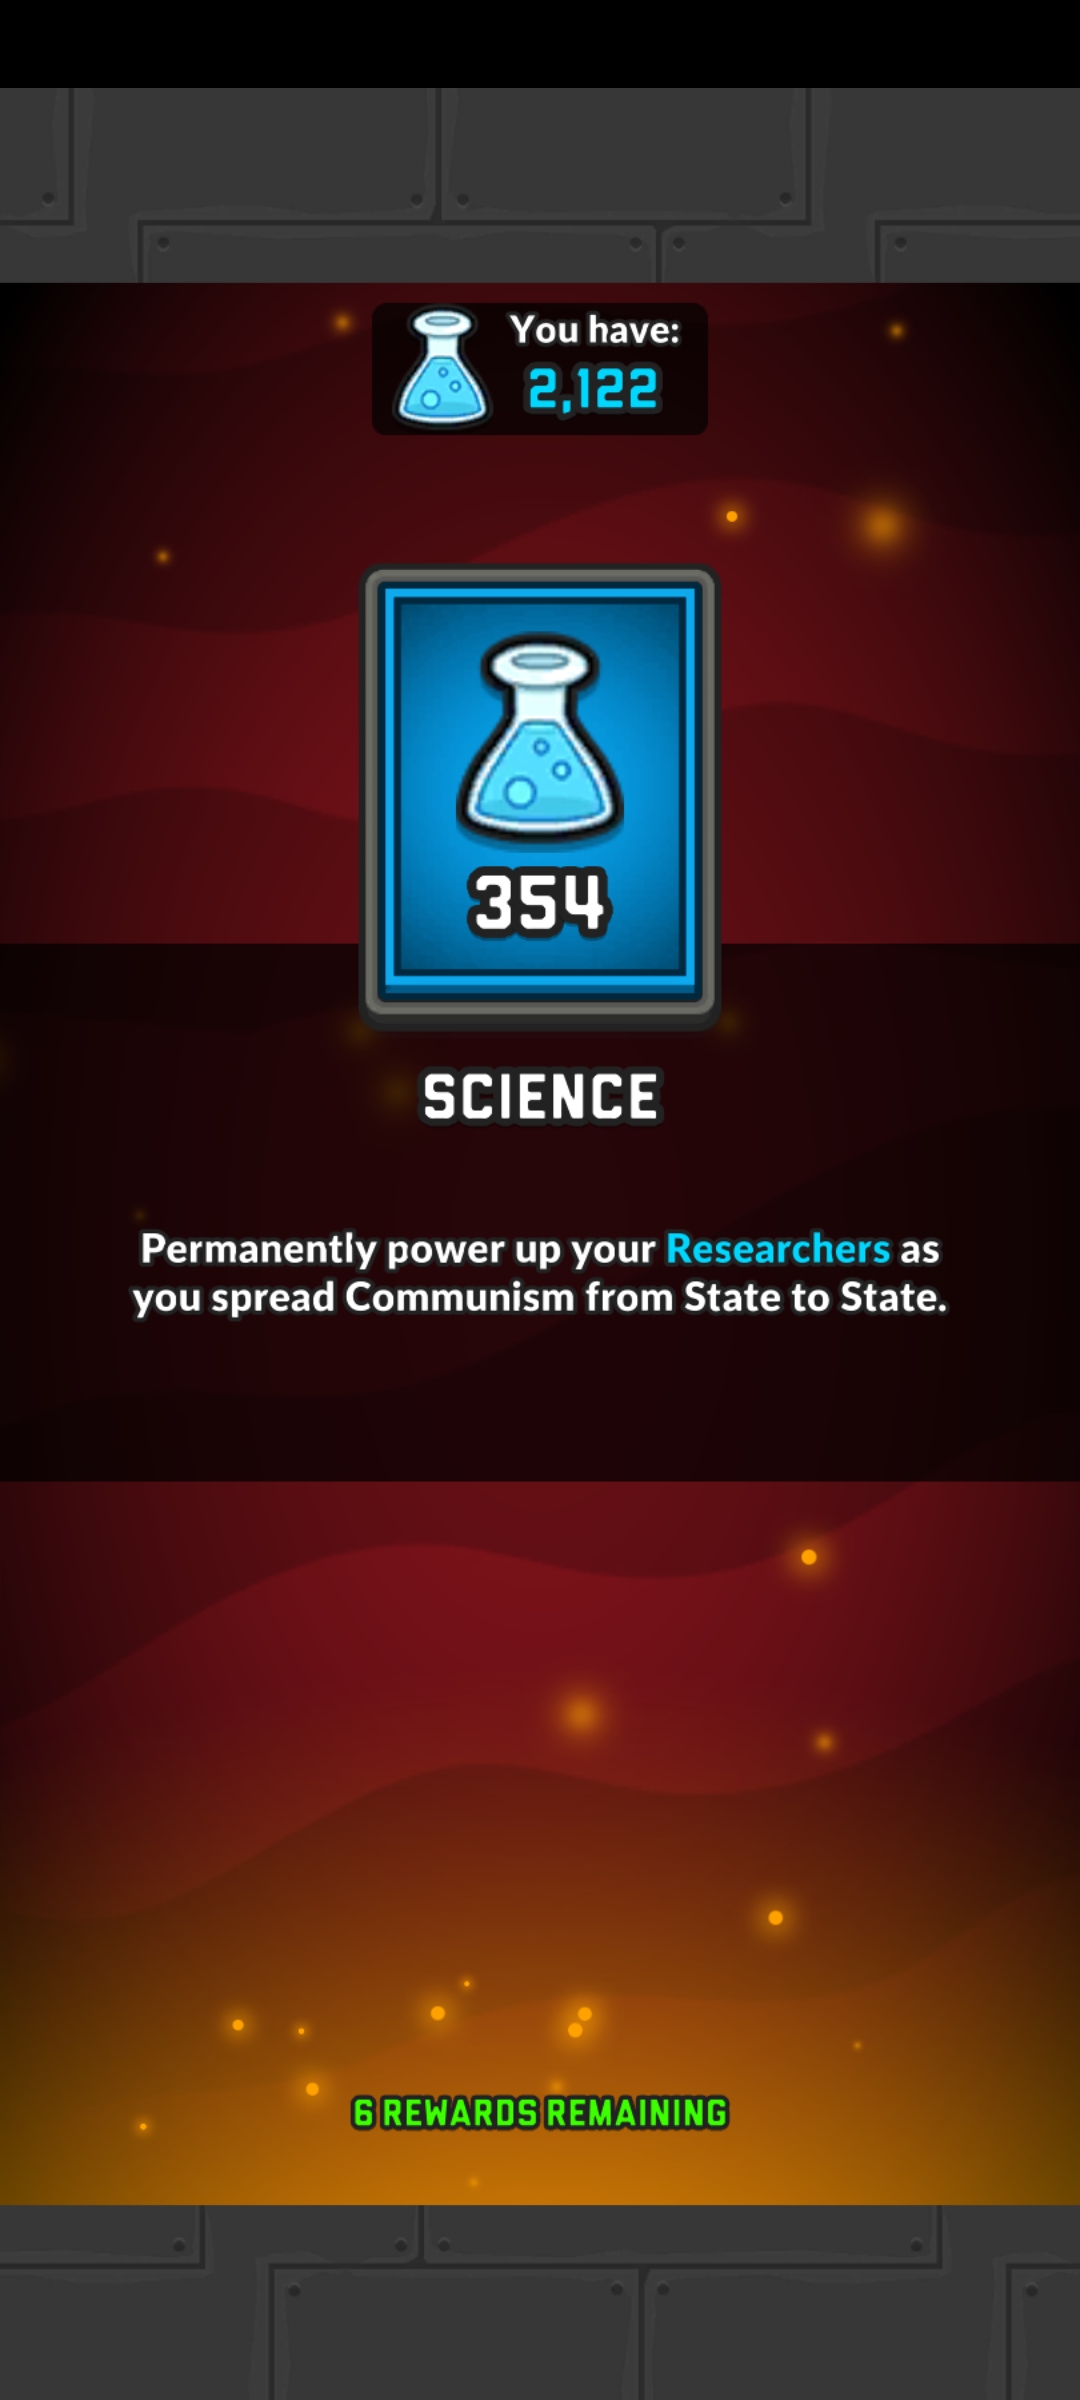 You have:
2,122
354
SCIENCE
Permanently power up your Researchers as
you spread Communism from State to State.
6 REWARDS REMAINING